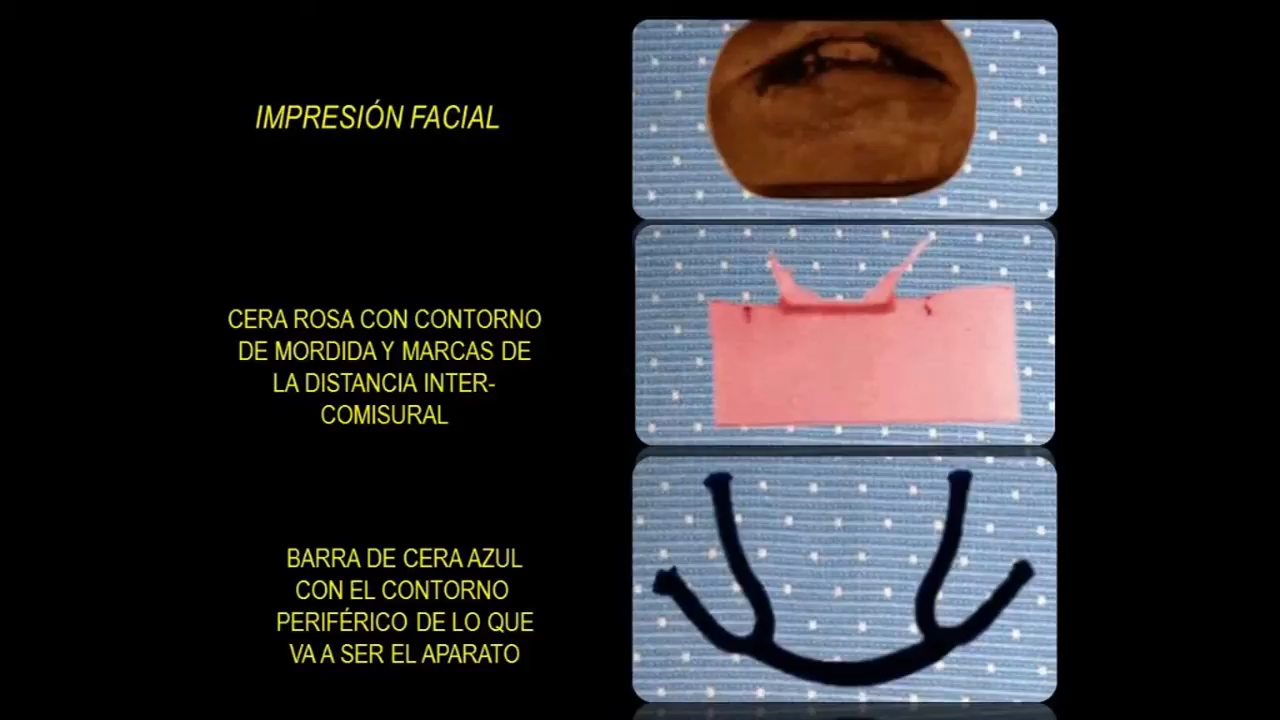 IMPRESIÓN FACIAL
CERA ROSA CON CONTORNO
DE MORDIDA Y MARCAS DE
LA DISTANCIA INTER-
COMISURAL
BARRA DE CERA AZUL
CON EL CONTORNO
PERIFÉRICO DE LO QUE
VA A SER EL APARATO